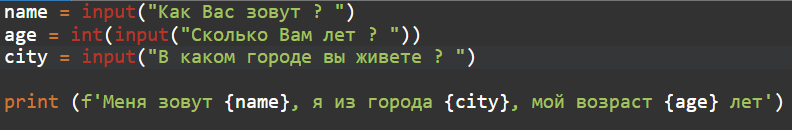 name = input("Как Вас зовут ? ")
age = int(input("Сколько Вам лет ? "))
city = input("В каком городе вы живете ? ")
print (f'Меня зовут {name}, я из города {city}, мой возраст {age} лет')